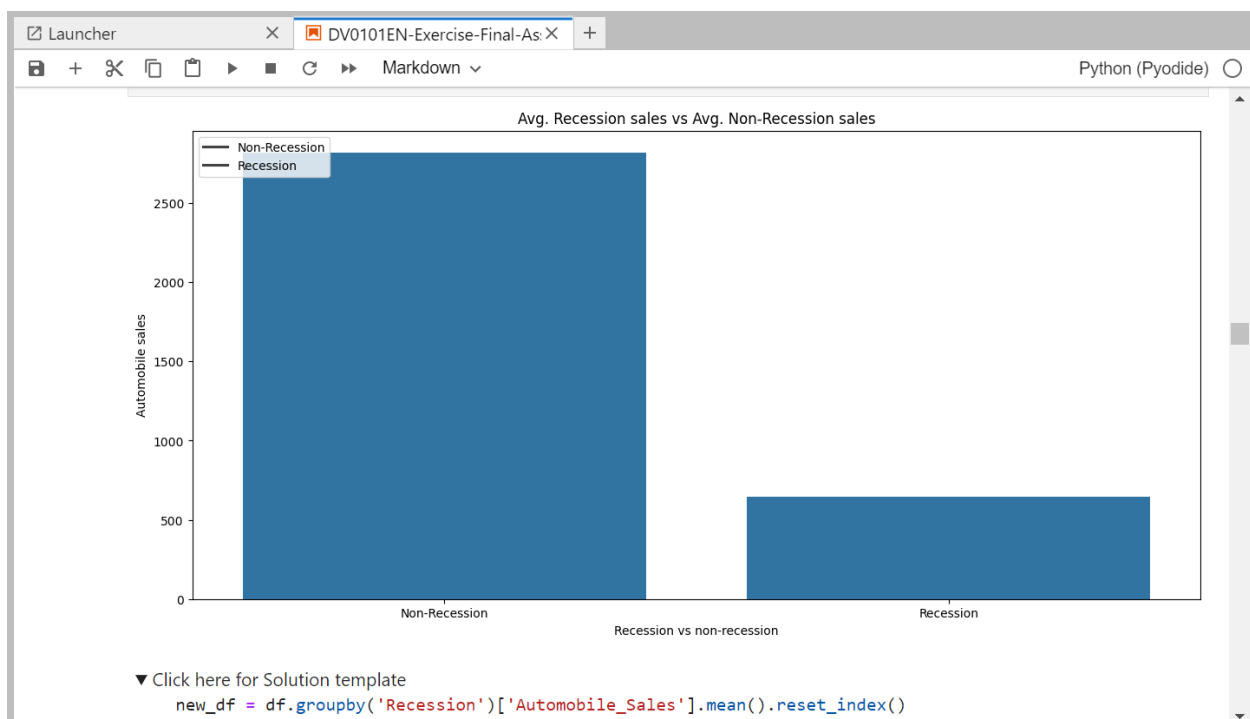 Launcher
DV0101EN-Exercise-Final-As
Markdown
Python (Pyodide)
Avg. Recession sales vs Avg. Non-Recession sales
Non-Recession
Recession
2500
2000
1500
1000
500
0
Automobile sales
Non-Recession Recession
Recession vs non-recession
▼ Click here for Solution template
new_df = df.groupby('Recession')['Automobile_Sales'].mean().reset_index()